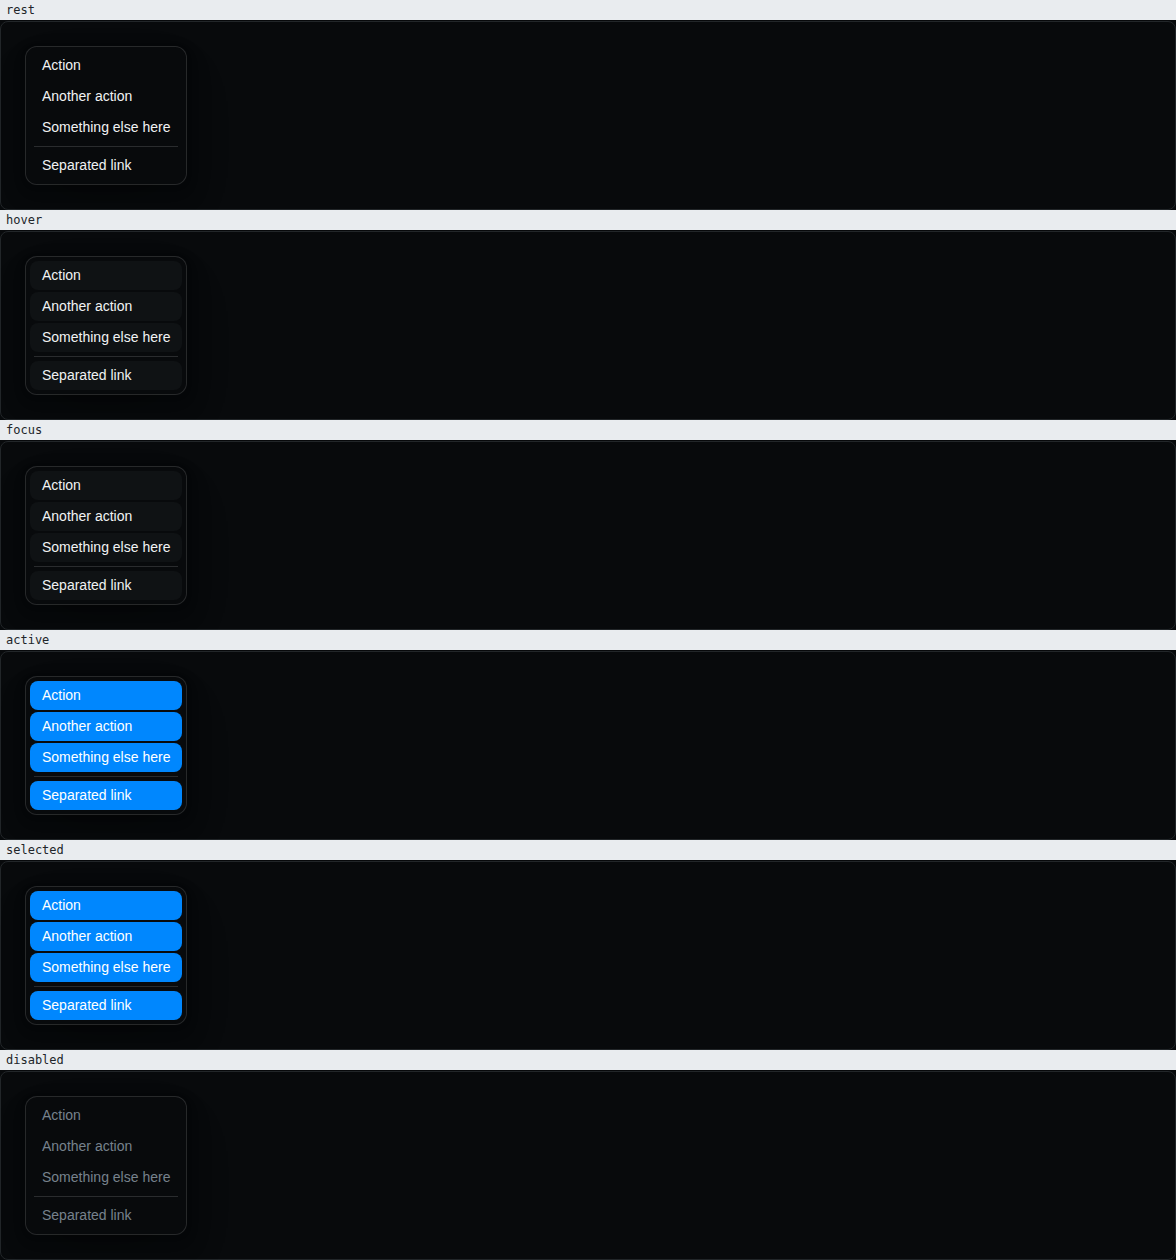 rest
Action
Another action
Something else here
Separated link
hover
Action
Another action
Something else here
Separated link
focus
Action
Another action
Something else here
Separated link
active
Action
Another action
Something else here
Separated link
selected
Action
Another action
Something else here
Separated link
disabled
Action
Another action
Something else here
Separated link